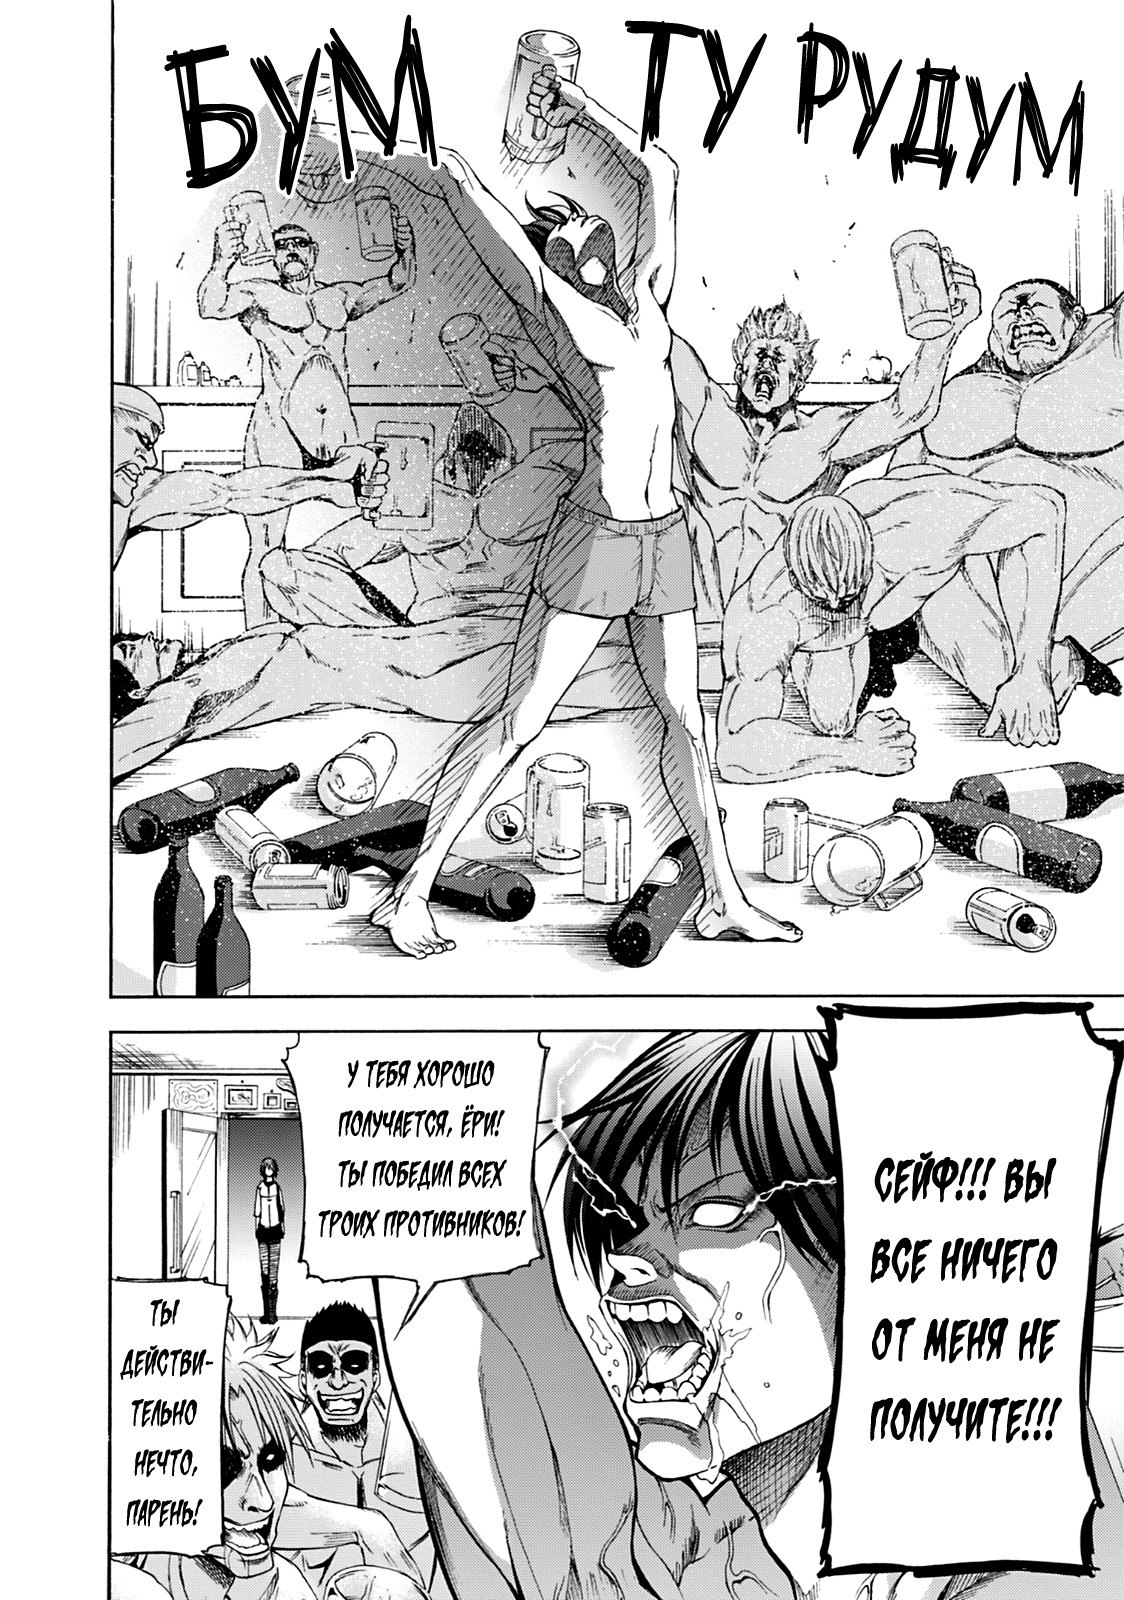 БУМ
ТУ РУДУМ
СЕЙФ!!! ВЫ
ВСЕ НИЧЕГО
ОТ МЕНЯ НЕ
ПОЛУЧИТЕ!!!
У ТЕБЯ ХОРОШО
ПОЛУЧАЕТСЯ, ЁРИ!
ТЫ ПОБЕДИЛ ВСЕХ
ТРОИХ ПРОТИВНИКОВ!
ТЫ
ДЕЙСТВИ-
ТЕЛЬНО
НЕЧТО,
ПАРЕНЬ!